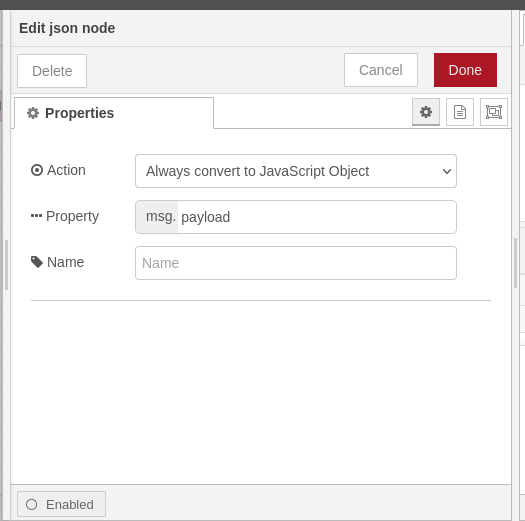 Edit json node
Delete
Cancel
Done
Properties
Action
Always convert to JavaScript Object
Property
msg. payload
Name
Name
Enabled